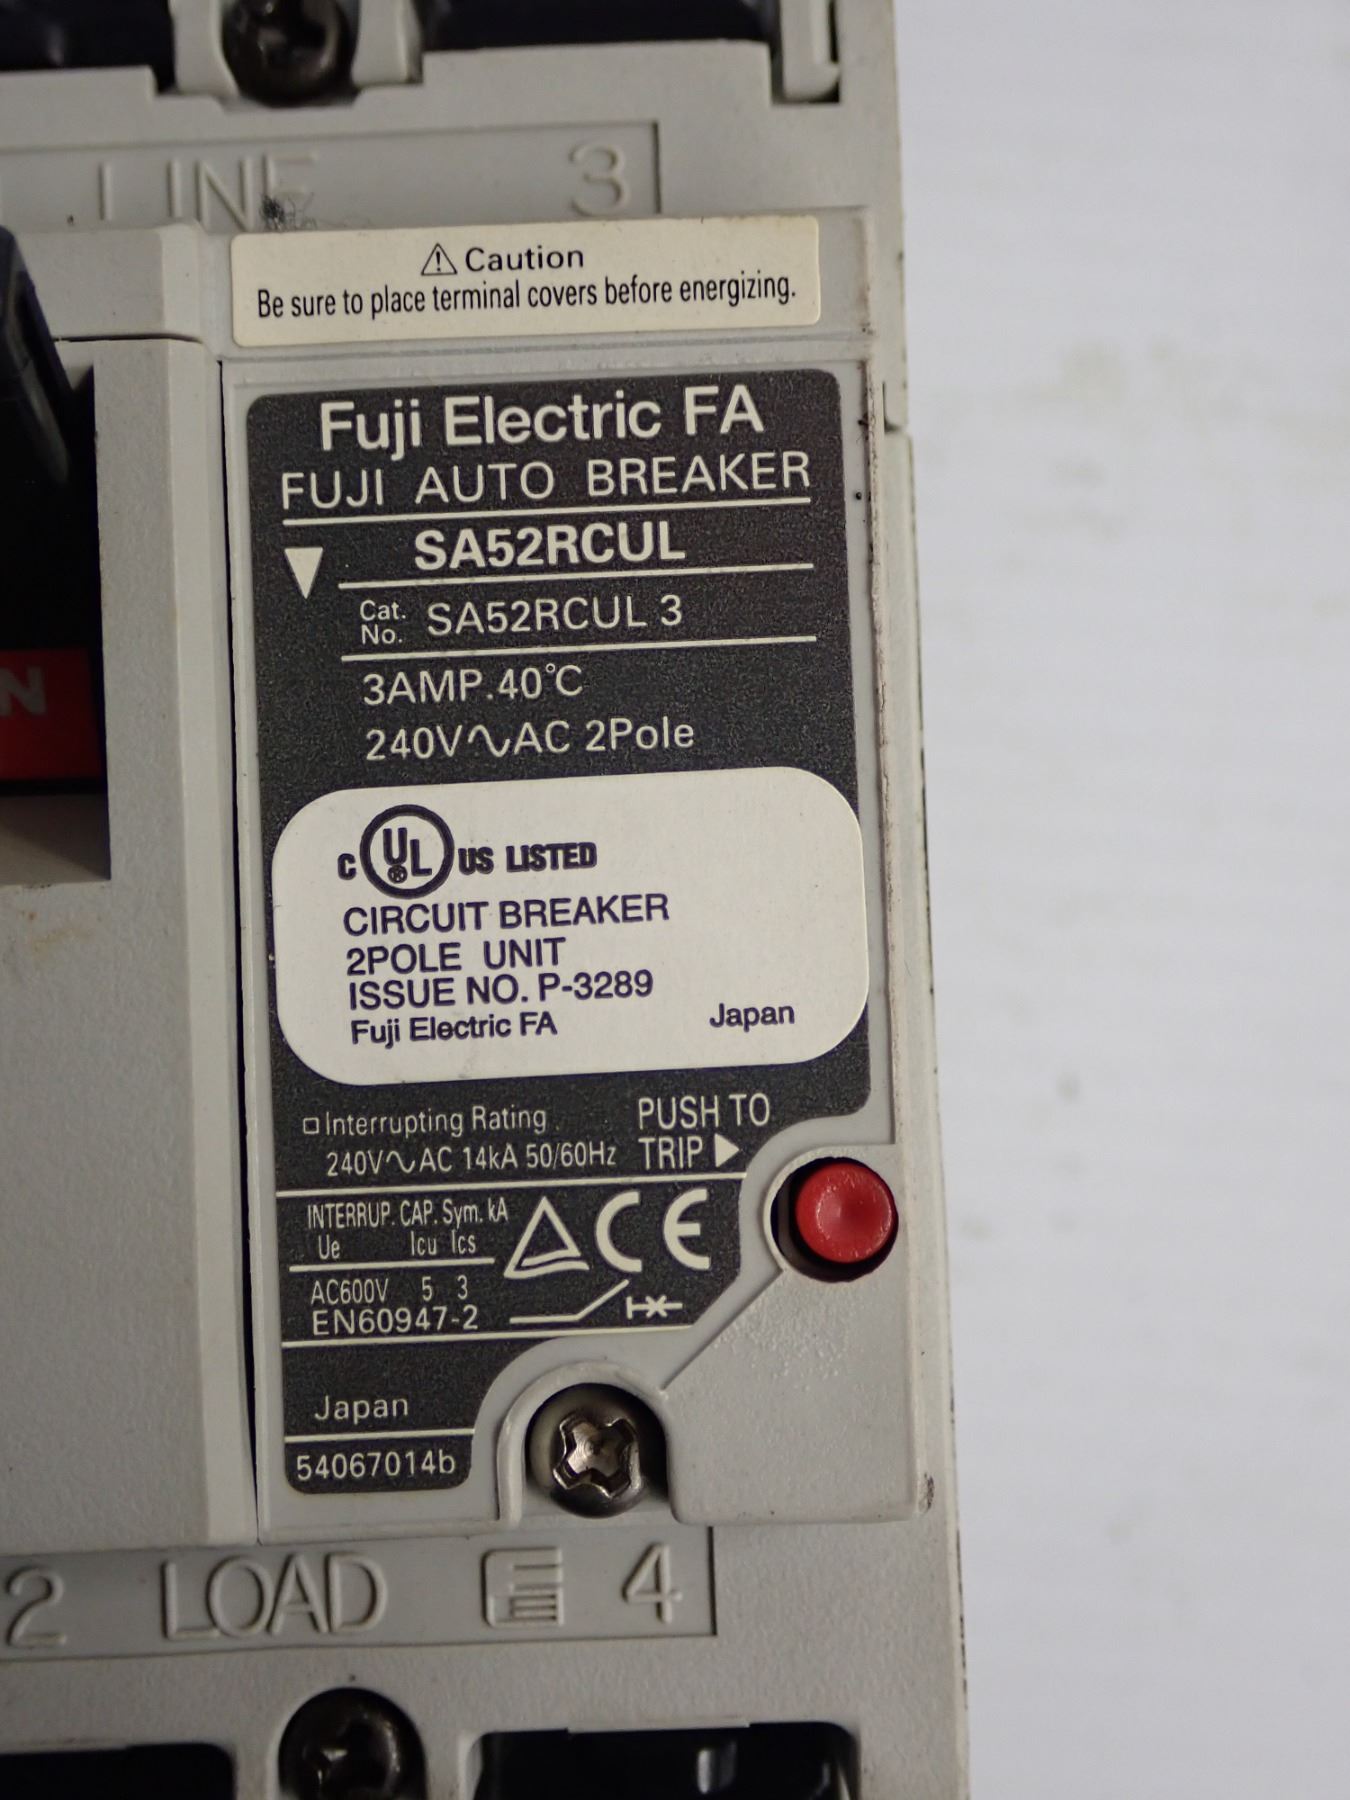 LINE 3
⚠ Caution
Be sure to place terminal covers before energizing.
Fuji Electric FA
FUJI AUTO BREAKER
SA52RCUL
Cat. No. SA52RCUL 3
3AMP.40°C
240V∿AC 2Pole
N
C UL US LISTED
CIRCUIT BREAKER
2POLE UNIT
ISSUE NO. P-3289
Fuji Electric FA Japan
Interrupting Rating
240V∿AC 14kA 50/60Hz
PUSH TO
TRIP ▶
INTERRUP. CAP. Sym. kA
Ue Icu Ics
AC600V 5 3
EN60947-2
CE
Japan
54067014b
2 LOAD 4